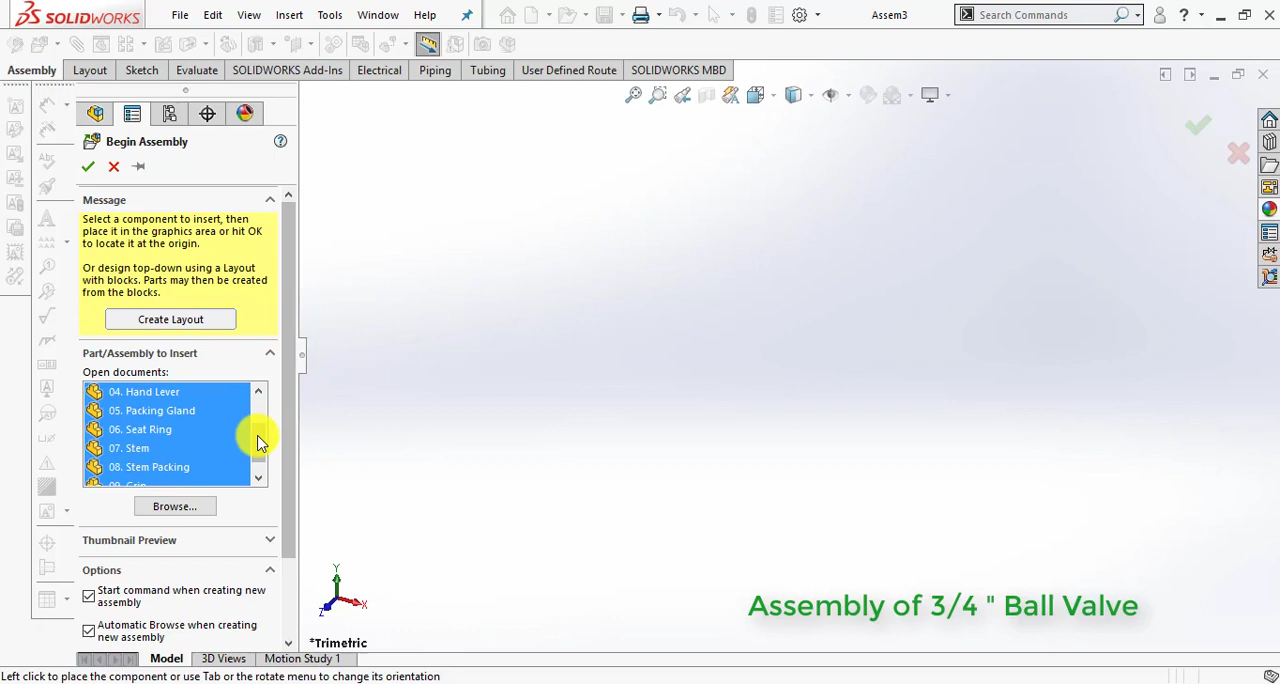 SOLIDWORKS
File Edit View Insert Tools Window Help
Assem3
Search Commands
?
Assembly Layout Sketch Evaluate SOLIDWORKS Add-Ins Electrical Piping Tubing User Defined Route SOLIDWORKS MBD
Begin Assembly
Message
Select a component to insert, then
place it in the graphics area or hit OK
to locate it at the origin.
Or design top-down using a Layout
with blocks. Parts may then be created
from the blocks.
Create Layout
Part/Assembly to Insert
Open documents:
04. Hand Lever
05. Packing Gland
06. Seat Ring
07. Stem
08. Stem Packing
09. Grip
Browse...
Thumbnail Preview
Options
Start command when creating new
assembly
Automatic Browse when creating
new assembly
Y
X
Z
*Trimetric
Assembly of 3/4 " Ball Valve
Model 3D Views Motion Study 1
Left click to place the component or use Tab or the rotate menu to change its orientation